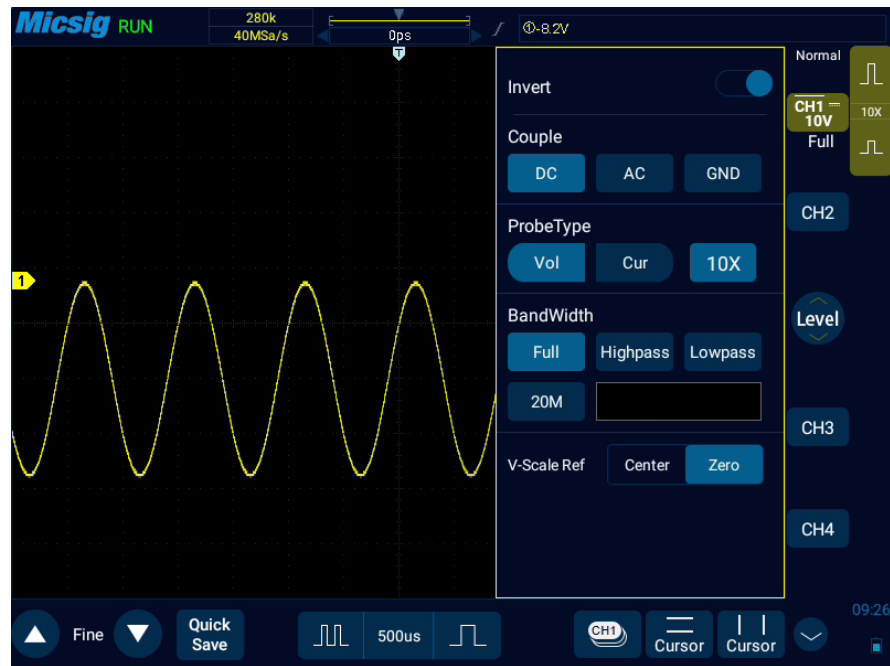 Micsig RUN 280k 40MSa/s 0ps ①-8.2V
T
Invert
Couple
DC AC GND
ProbeType
Vol Cur 10X
BandWidth
Full Highpass Lowpass
20M
V-Scale Ref Center Zero
1
Normal
CH1
10V
Full
10X
CH2
Level
CH3
CH4
09:26
Fine
Quick
Save
500us
CH1
Cursor
Cursor